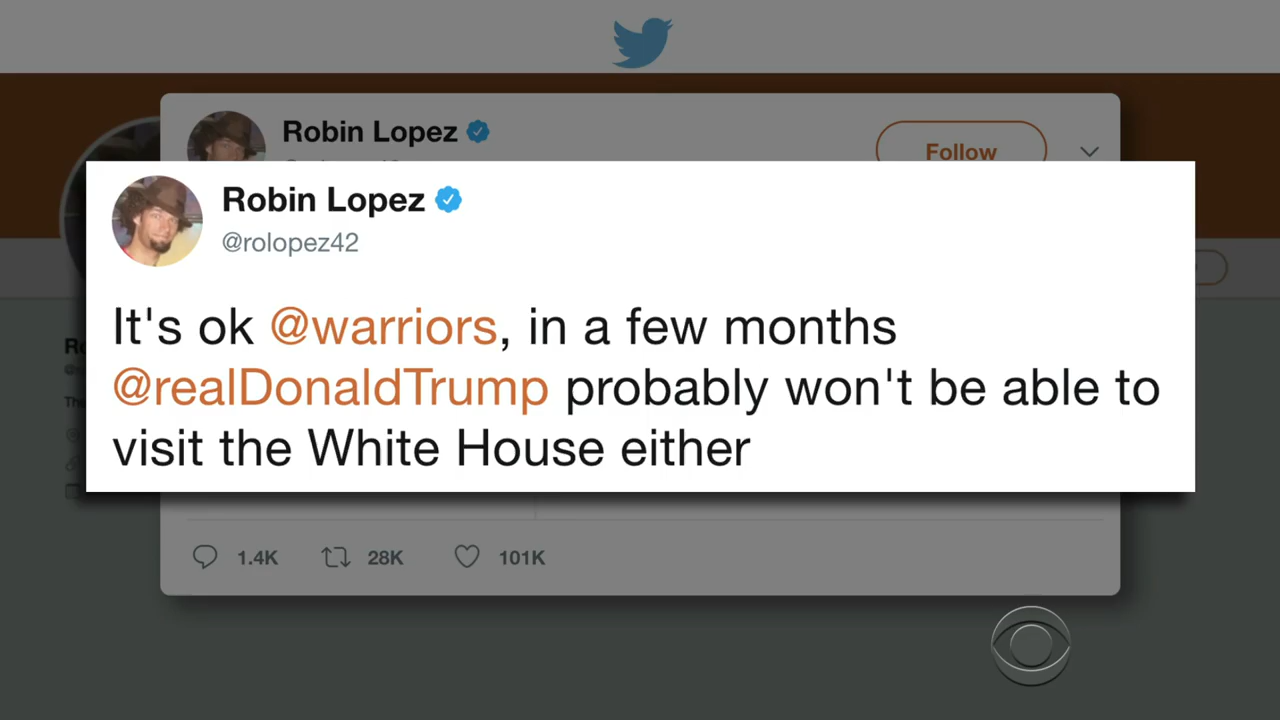 Robin Lopez
Follow
Robin Lopez
@rolopez42
It's ok @warriors, in a few months
@realDonaldTrump probably won't be able to
visit the White House either
1.4K 28K 101K